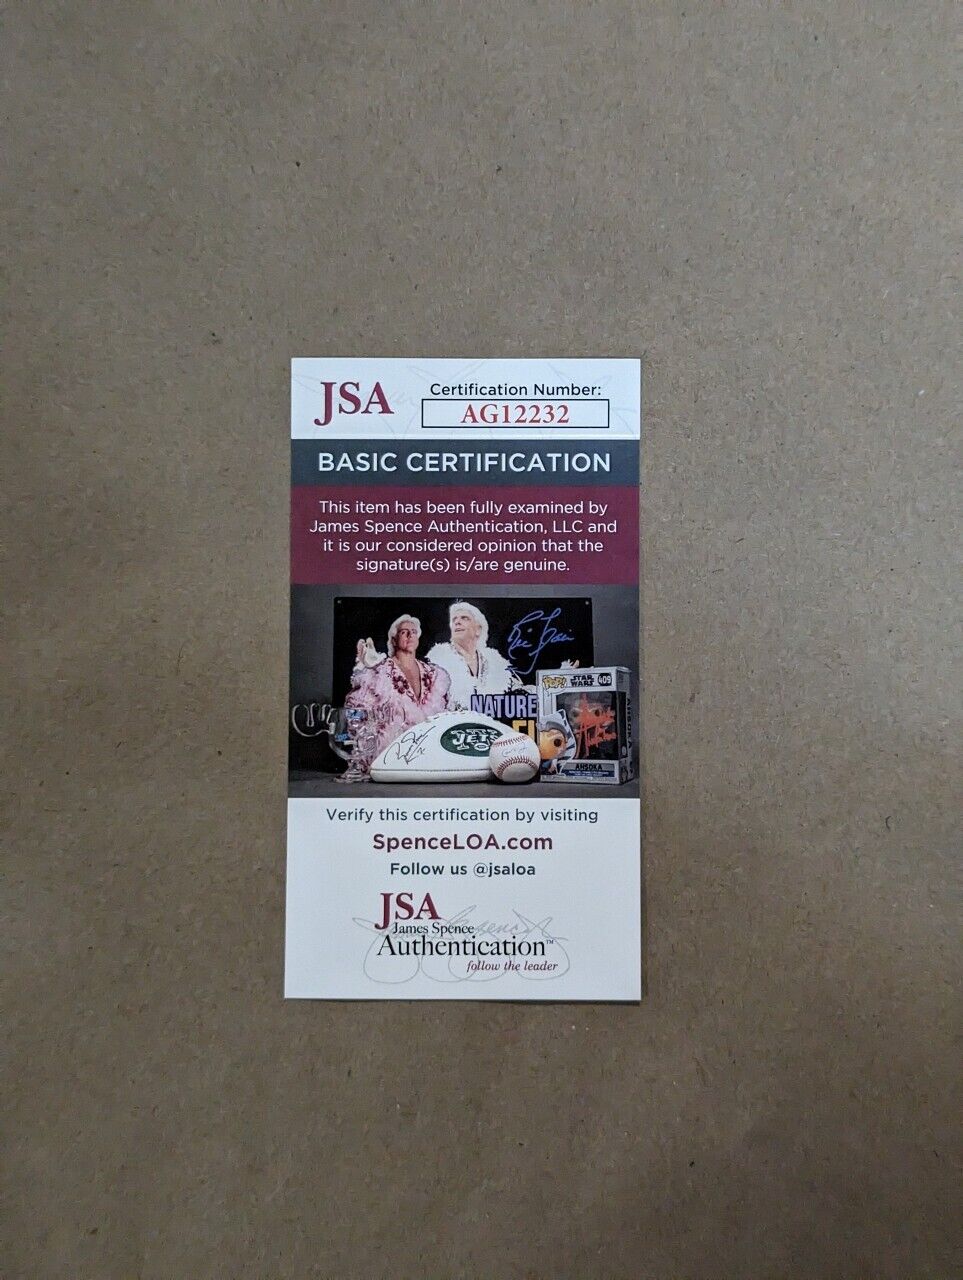 JSA
Certification Number:
AG12232
BASIC CERTIFICATION
This item has been fully examined by
James Spence Authentication, LLC and
it is our considered opinion that the
signature(s) is/are genuine.
NATURE
POP!
STAR
WARS
409
JETS
AHSOKA
Verify this certification by visiting
SpenceLOA.com
Follow us @jsaloa
JSA
James Spence
Authentication™
follow the leader